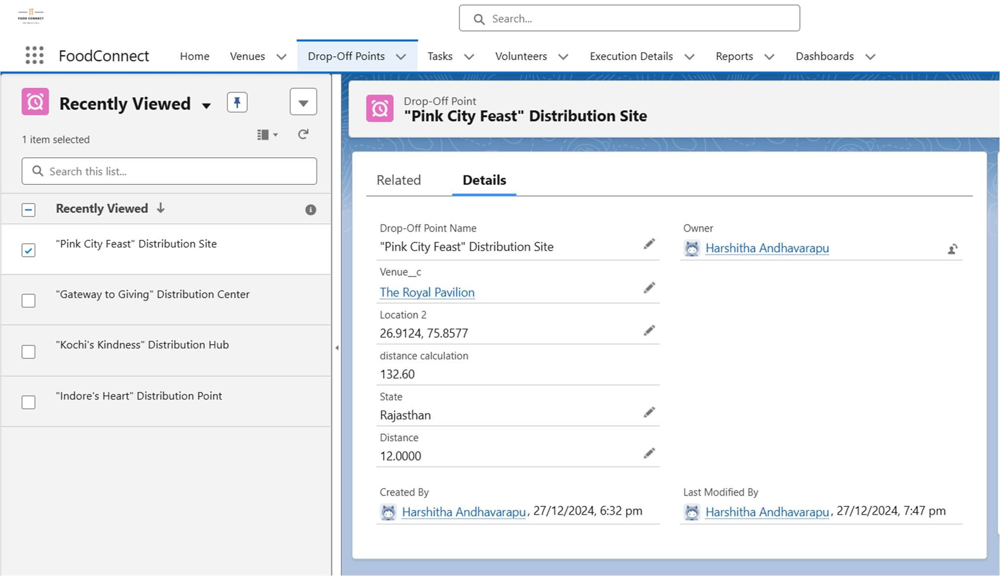 FOOD CONNECT
Search...
FoodConnect
Home
Venues
Drop-Off Points
Tasks
Volunteers
Execution Details
Reports
Dashboards
Recently Viewed
1 item selected
Search this list...
Recently Viewed
"Pink City Feast" Distribution Site
"Gateway to Giving" Distribution Center
"Kochi's Kindness" Distribution Hub
"Indore's Heart" Distribution Point
Drop-Off Point
"Pink City Feast" Distribution Site
Related
Details
Drop-Off Point Name
"Pink City Feast" Distribution Site
Owner
Harshitha Andhavarapu
Venue__c
The Royal Pavilion
Location 2
26.9124, 75.8577
distance calculation
132.60
State
Rajasthan
Distance
12.0000
Created By
Harshitha Andhavarapu, 27/12/2024, 6:32 pm
Last Modified By
Harshitha Andhavarapu, 27/12/2024, 7:47 pm